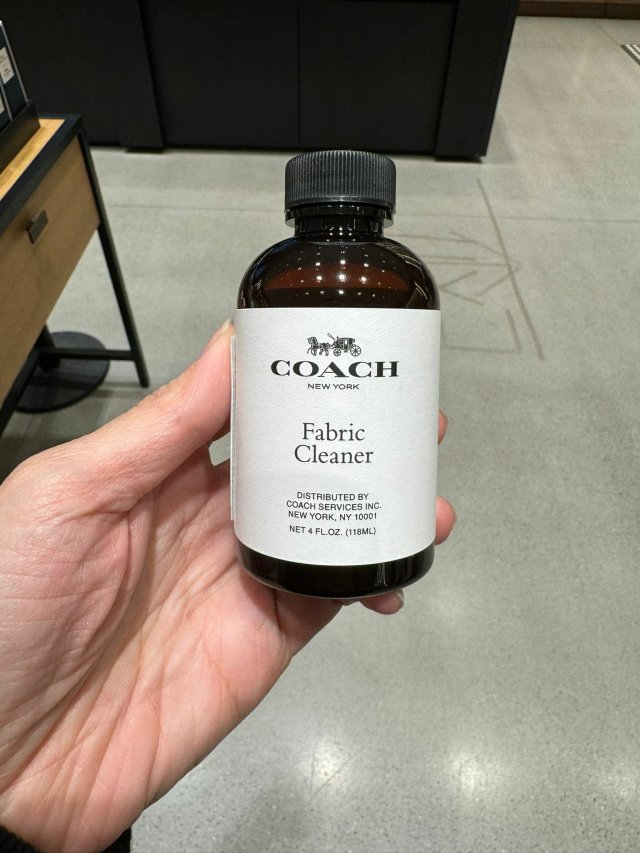 COACH
NEW YORK
Fabric
Cleaner
DISTRIBUTED BY
COACH SERVICES INC.
NEW YORK, NY 10001
NET 4 FL.OZ. (118ML)